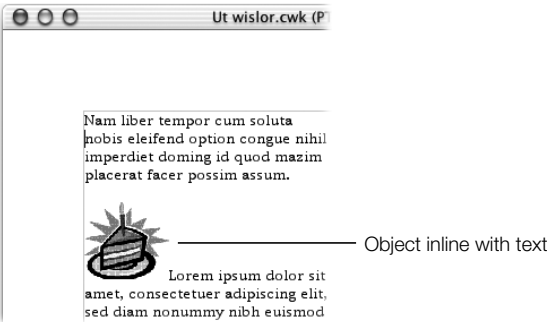 Ut wislor.cwk (P
Nam liber tempor cum soluta
nobis eleifend option congue nihil
imperdiet doming id quod mazim
placerat facer possim assum.
Object inline with text
Lorem ipsum dolor sit
amet, consectetuer adipiscing elit,
sed diam nonummy nibh euismod